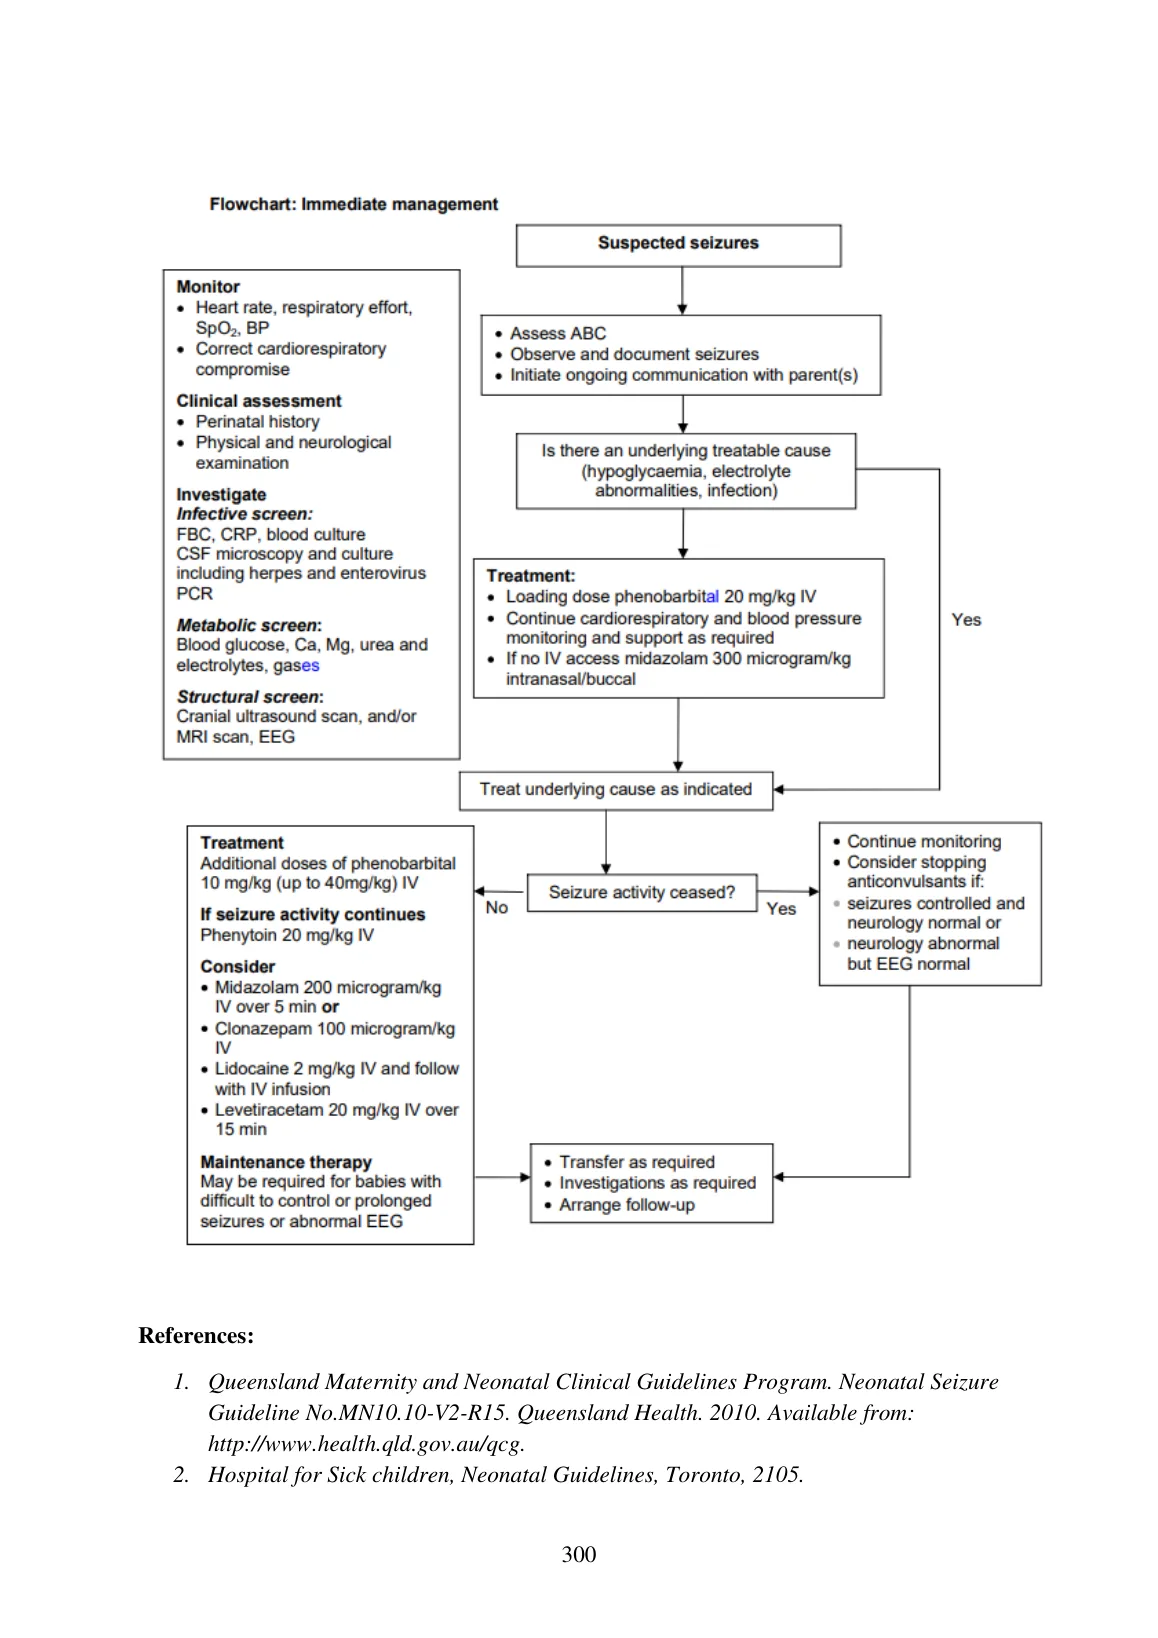 Flowchart: Immediate management
Suspected seizures
Monitor
• Heart rate, respiratory effort,
SpO₂, BP
• Correct cardiorespiratory
compromise
Clinical assessment
• Perinatal history
• Physical and neurological
examination
Investigate
Infective screen:
FBC, CRP, blood culture
CSF microscopy and culture
including herpes and enterovirus
PCR
Metabolic screen:
Blood glucose, Ca, Mg, urea and
electrolytes, gases
Structural screen:
Cranial ultrasound scan, and/or
MRI scan, EEG
• Assess ABC
• Observe and document seizures
• Initiate ongoing communication with parent(s)
Is there an underlying treatable cause
(hypoglycaemia, electrolyte
abnormalities, infection)
Yes
Treatment:
• Loading dose phenobarbital 20 mg/kg IV
• Continue cardiorespiratory and blood pressure
monitoring and support as required
• If no IV access midazolam 300 microgram/kg
intranasal/buccal
Treat underlying cause as indicated
Seizure activity ceased?
No
Yes
Treatment
Additional doses of phenobarbital
10 mg/kg (up to 40mg/kg) IV
If seizure activity continues
Phenytoin 20 mg/kg IV
Consider
• Midazolam 200 microgram/kg
IV over 5 min or
• Clonazepam 100 microgram/kg
IV
• Lidocaine 2 mg/kg IV and follow
with IV infusion
• Levetiracetam 20 mg/kg IV over
15 min
Maintenance therapy
May be required for babies with
difficult to control or prolonged
seizures or abnormal EEG
• Continue monitoring
• Consider stopping
anticonvulsants if:
• seizures controlled and
neurology normal or
• neurology abnormal
but EEG normal
• Transfer as required
• Investigations as required
• Arrange follow-up
References:
1. Queensland Maternity and Neonatal Clinical Guidelines Program. Neonatal Seizure
Guideline No.MN10.10-V2-R15. Queensland Health. 2010. Available from:
http://www.health.qld.gov.au/qcg.
2. Hospital for Sick children, Neonatal Guidelines, Toronto, 2105.
300